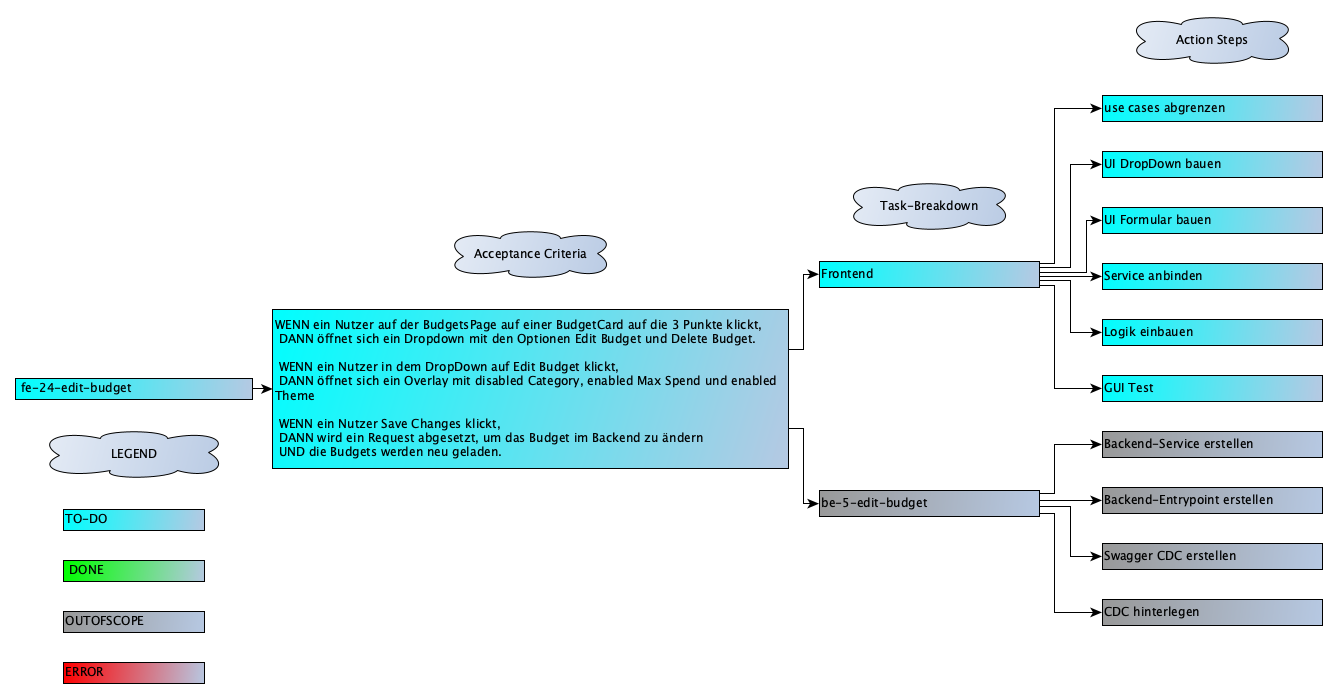 Action Steps
use cases abgrenzen
UI DropDown bauen
Task-Breakdown
UI Formular bauen
Acceptance Criteria
Frontend
Service anbinden
WENN ein Nutzer auf der BudgetsPage auf einer BudgetCard auf die 3 Punkte klickt,
DANN öffnet sich ein Dropdown mit den Optionen Edit Budget und Delete Budget.
WENN ein Nutzer in dem DropDown auf Edit Budget klickt,
DANN öffnet sich ein Overlay mit disabled Category, enabled Max Spend und enabled
Theme
WENN ein Nutzer Save Changes klickt,
DANN wird ein Request abgesetzt, um das Budget im Backend zu ändern
UND die Budgets werden neu geladen.
Logik einbauen
fe-24-edit-budget
GUI Test
LEGEND
Backend-Service erstellen
be-5-edit-budget
Backend-Entrypoint erstellen
TO-DO
Swagger CDC erstellen
DONE
CDC hinterlegen
OUTOFSCOPE
ERROR